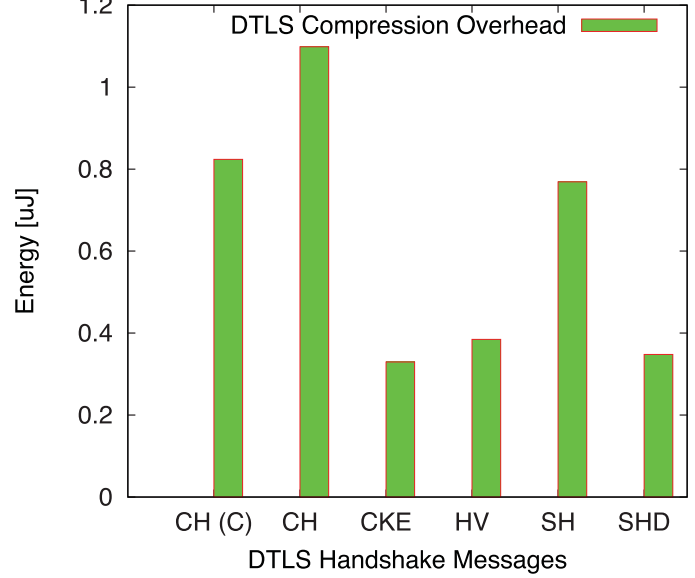 1.2
DTLS Compression Overhead
1
0.8
0.6
0.4
0.2
0
Energy [uJ]
CH (C) CH CKE HV SH SHD
DTLS Handshake Messages